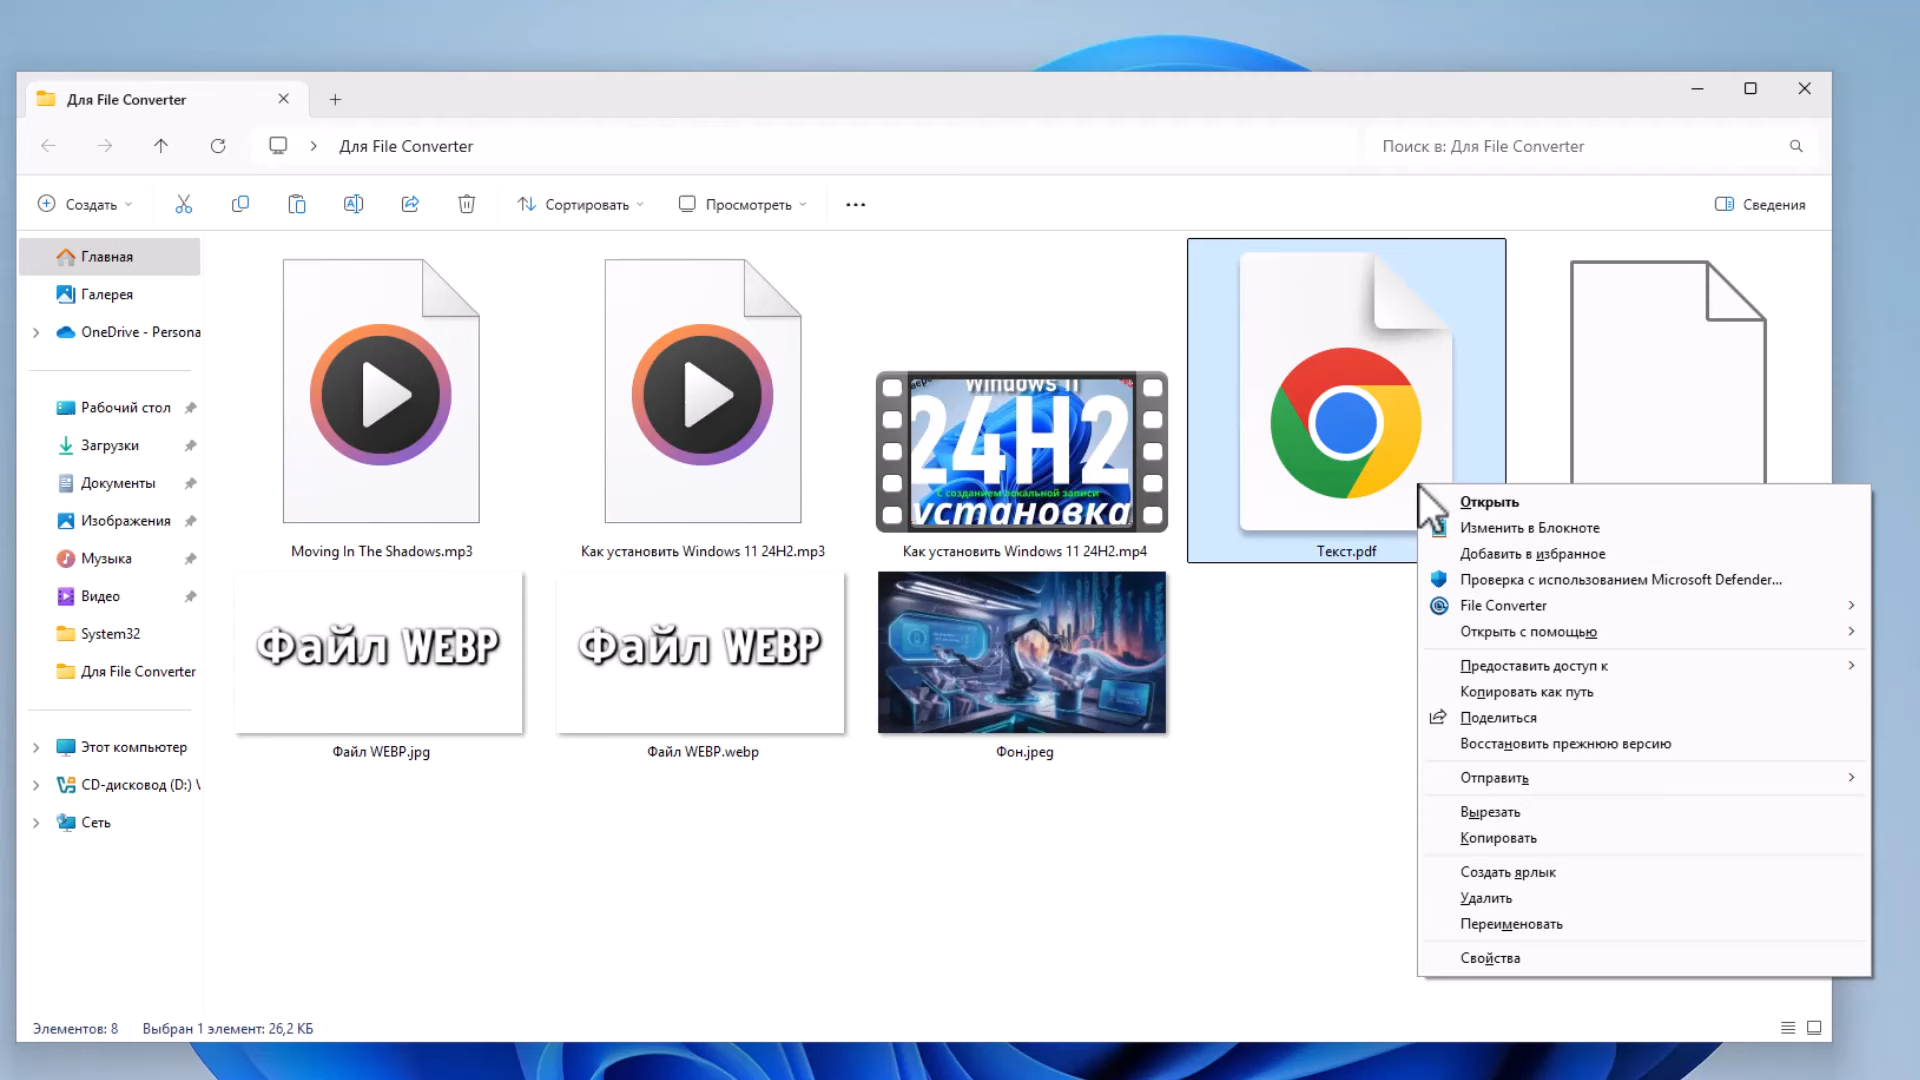 Для File Converter
Для File Converter
Поиск в: Для File Converter
Создать
Сортировать
Просмотреть
Сведения
Главная
Галерея
OneDrive - Persona
Рабочий стол
Загрузки
Документы
Изображения
Музыка
Видео
System32
Для File Converter
Этот компьютер
CD-дисковод (D:) V
Сеть
Windows 11
24H2
С созданием локальной записи
установка
Moving In The Shadows.mp3
Как установить Windows 11 24H2.mp3
Как установить Windows 11 24H2.mp4
Текст.pdf
Файл WEBP
Файл WEBP
Файл WEBP.jpg
Файл WEBP.webp
Фон.jpeg
Открыть
Изменить в Блокноте
Добавить в избранное
Проверка с использованием Microsoft Defender...
File Converter
Открыть с помощью
Предоставить доступ к
Копировать как путь
Поделиться
Восстановить прежнюю версию
Отправить
Вырезать
Копировать
Создать ярлык
Удалить
Переименовать
Свойства
Элементов: 8
Выбран 1 элемент: 26,2 КБ